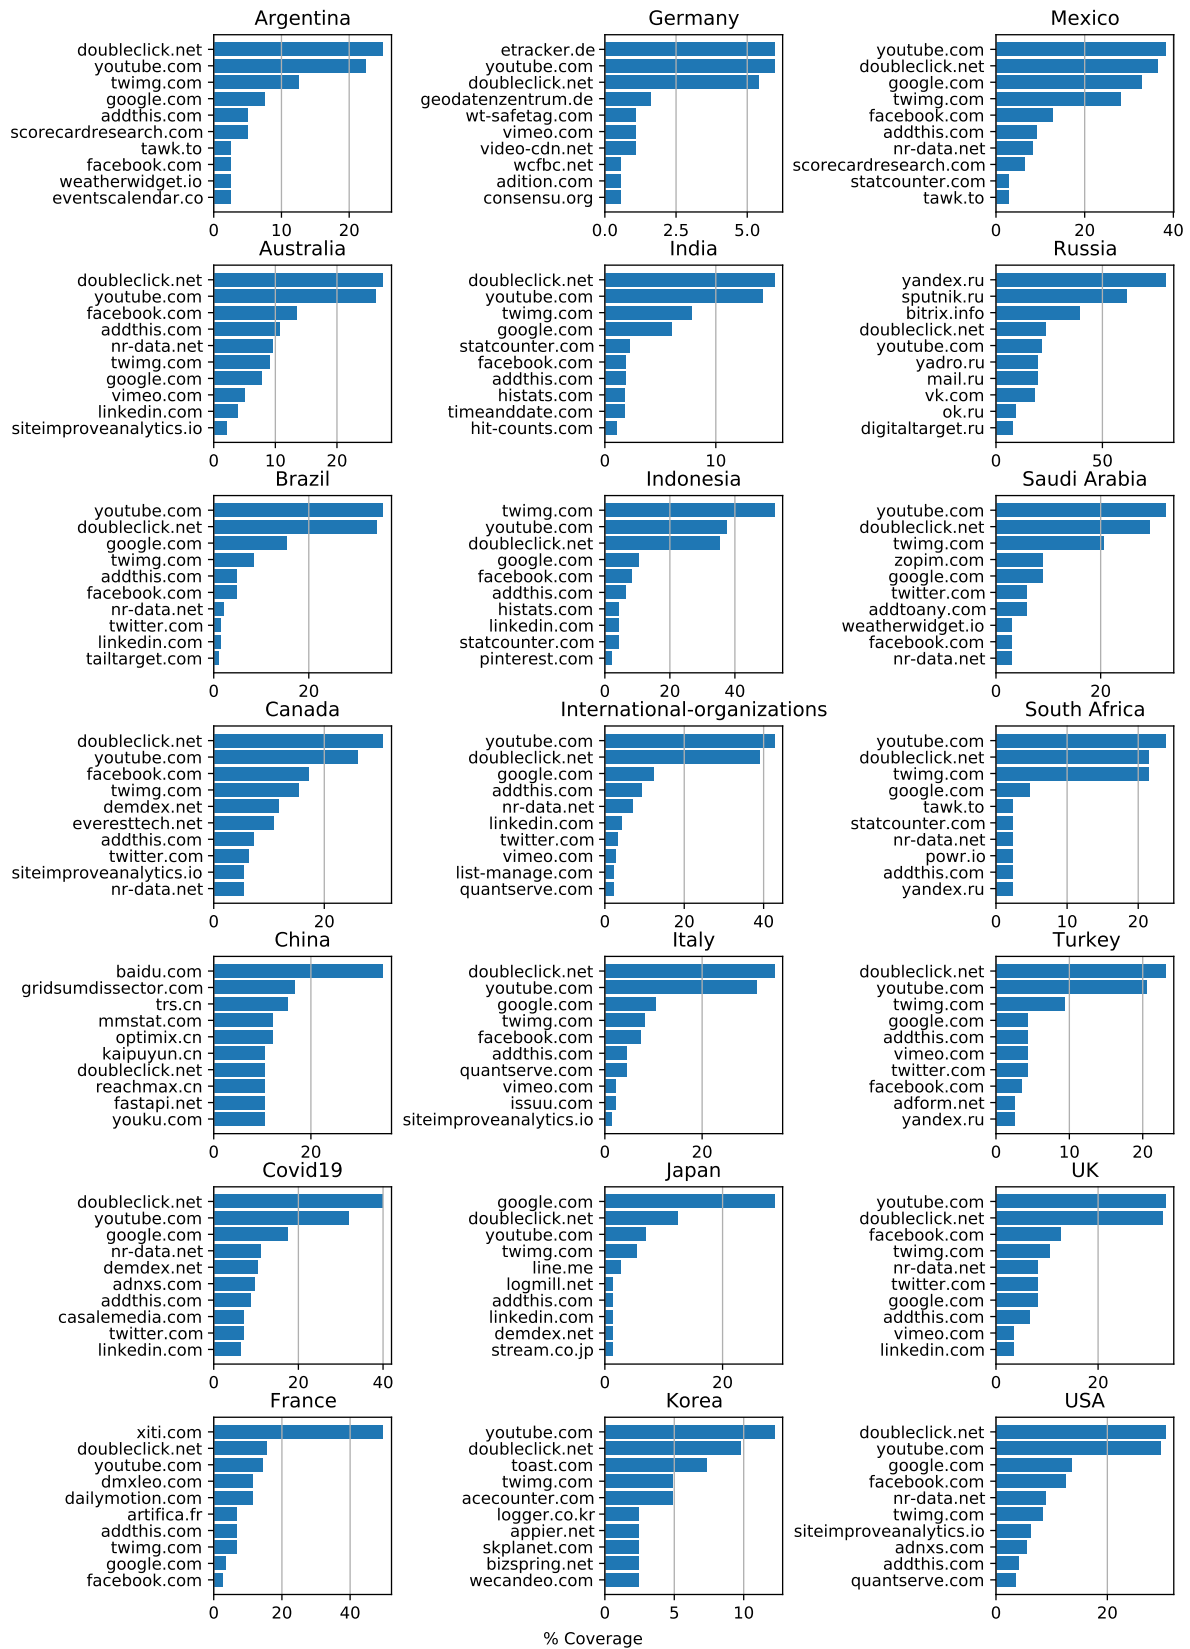 Argentina
doubleclick.net
youtube.com
twimg.com
google.com
addthis.com
scorecardresearch.com
tawk.to
facebook.com
weatherwidget.io
eventscalendar.co
0 10 20
Germany
etracker.de
youtube.com
doubleclick.net
geodatenzentrum.de
wt-safetag.com
vimeo.com
video-cdn.net
wcfbc.net
adition.com
consensu.org
0.0 2.5 5.0
Mexico
youtube.com
doubleclick.net
google.com
twimg.com
facebook.com
addthis.com
nr-data.net
scorecardresearch.com
statcounter.com
tawk.to
0 20 40
Australia
doubleclick.net
youtube.com
facebook.com
addthis.com
nr-data.net
twimg.com
google.com
vimeo.com
linkedin.com
siteimproveanalytics.io
0 10 20
India
doubleclick.net
youtube.com
twimg.com
google.com
statcounter.com
facebook.com
addthis.com
histats.com
timeanddate.com
hit-counts.com
0 10
Russia
yandex.ru
sputnik.ru
bitrix.info
doubleclick.net
youtube.com
yadro.ru
mail.ru
vk.com
ok.ru
digitaltarget.ru
0 50
Brazil
youtube.com
doubleclick.net
google.com
twimg.com
addthis.com
facebook.com
nr-data.net
twitter.com
linkedin.com
tailtarget.com
0 20
Indonesia
twimg.com
youtube.com
doubleclick.net
google.com
facebook.com
addthis.com
histats.com
linkedin.com
statcounter.com
pinterest.com
0 20 40
Saudi Arabia
youtube.com
doubleclick.net
twimg.com
zopim.com
google.com
twitter.com
addtoany.com
weatherwidget.io
facebook.com
nr-data.net
0 20
Canada
doubleclick.net
youtube.com
facebook.com
twimg.com
demdex.net
everesttech.net
addthis.com
twitter.com
siteimproveanalytics.io
nr-data.net
0 20
International-organizations
youtube.com
doubleclick.net
google.com
addthis.com
nr-data.net
linkedin.com
twitter.com
vimeo.com
list-manage.com
quantserve.com
0 20 40
South Africa
youtube.com
doubleclick.net
twimg.com
google.com
tawk.to
statcounter.com
nr-data.net
powr.io
addthis.com
yandex.ru
0 10 20
China
baidu.com
gridsumdissector.com
trs.cn
mmstat.com
optimix.cn
kaipuyun.cn
doubleclick.net
reachmax.cn
fastapi.net
youku.com
0 20
Italy
doubleclick.net
youtube.com
google.com
twimg.com
facebook.com
addthis.com
quantserve.com
vimeo.com
issuu.com
siteimproveanalytics.io
0 20
Turkey
doubleclick.net
youtube.com
twimg.com
google.com
addthis.com
vimeo.com
twitter.com
facebook.com
adform.net
yandex.ru
0 10 20
Covid19
doubleclick.net
youtube.com
google.com
nr-data.net
demdex.net
adnxs.com
addthis.com
casalemedia.com
twitter.com
linkedin.com
0 20 40
Japan
google.com
doubleclick.net
youtube.com
twimg.com
line.me
logmill.net
addthis.com
linkedin.com
demdex.net
stream.co.jp
0 20
UK
youtube.com
doubleclick.net
facebook.com
twimg.com
nr-data.net
twitter.com
google.com
addthis.com
vimeo.com
linkedin.com
0 20
France
xiti.com
doubleclick.net
youtube.com
dmxleo.com
dailymotion.com
artifica.fr
addthis.com
twimg.com
google.com
facebook.com
0 20 40
Korea
youtube.com
doubleclick.net
toast.com
twimg.com
acecounter.com
logger.co.kr
appier.net
skplanet.com
bizspring.net
wecandeo.com
0 5 10
USA
doubleclick.net
youtube.com
google.com
facebook.com
nr-data.net
twimg.com
siteimproveanalytics.io
adnxs.com
addthis.com
quantserve.com
0 20
% Coverage